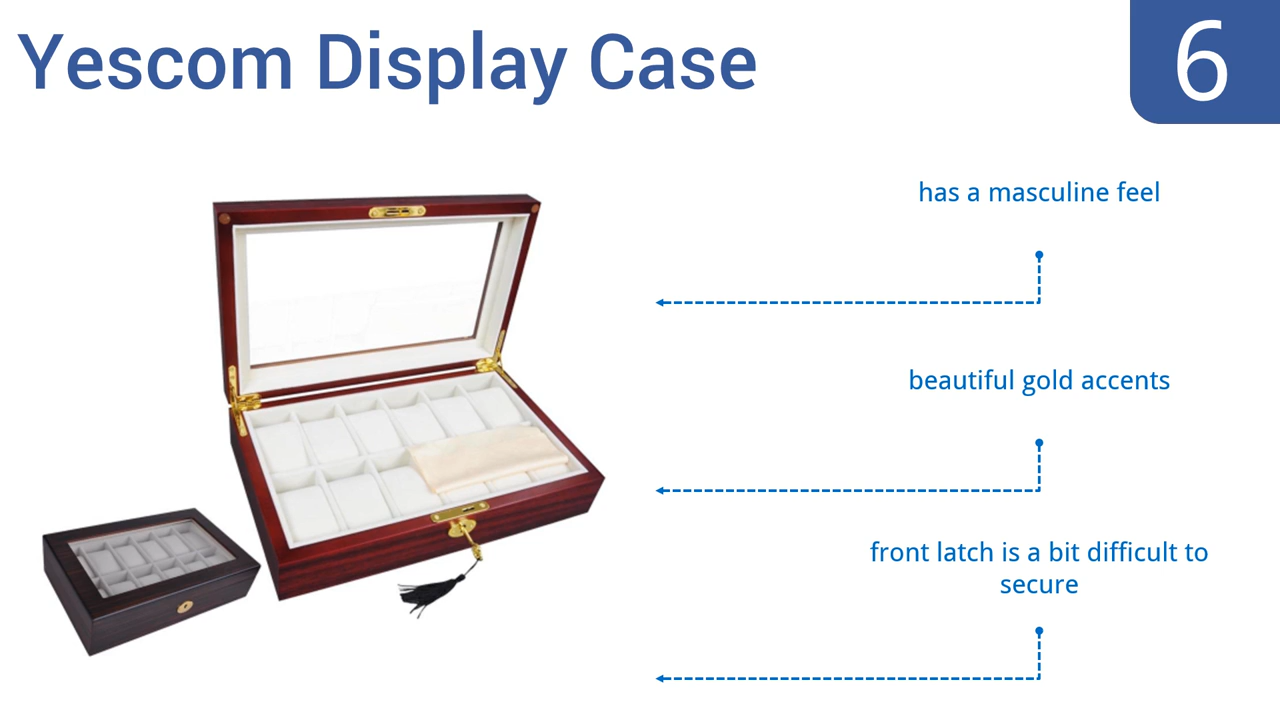 Yescom Display Case
6
has a masculine feel
beautiful gold accents
front latch is a bit difficult to
secure